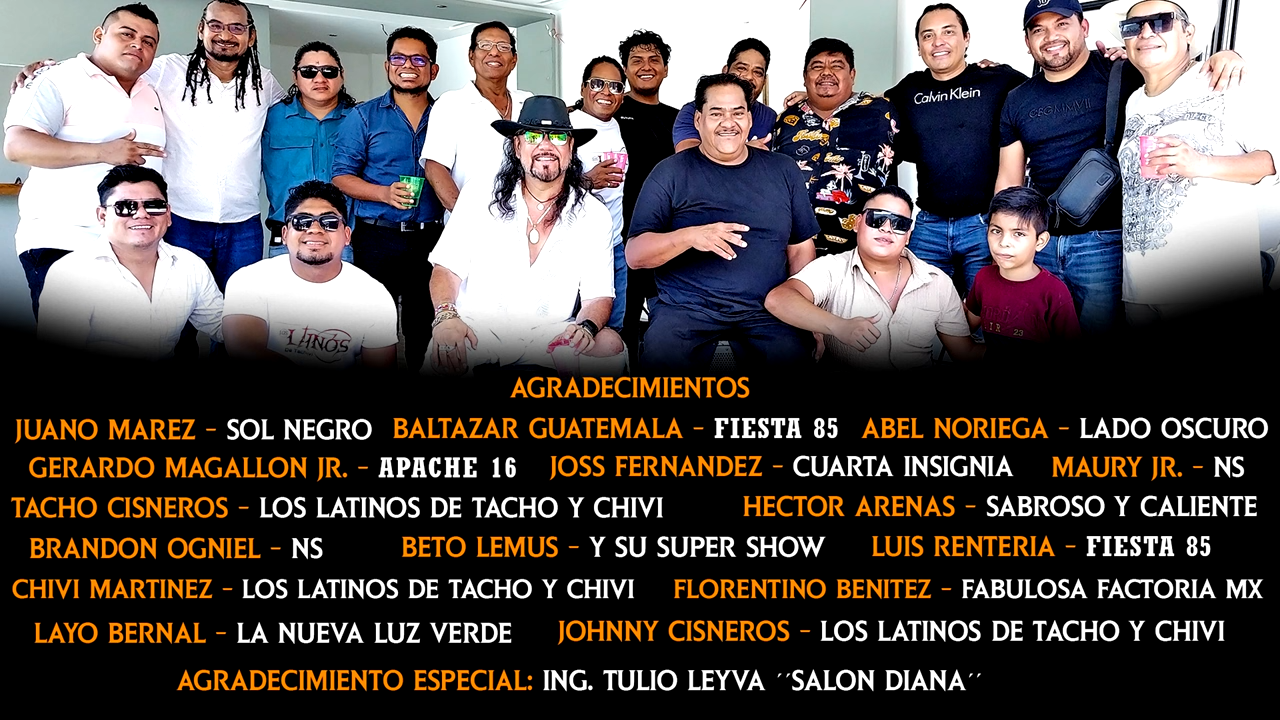 Calvin Klein
LATINOS
AGRADECIMIENTOS
JUANO MAREZ - SOL NEGRO BALTAZAR GUATEMALA - FIESTA 85 ABEL NORIEGA - LADO OSCURO
GERARDO MAGALLON JR. - APACHE 16 JOSS FERNANDEZ - CUARTA INSIGNIA MAURY JR. - NS
TACHO CISNEROS - LOS LATINOS DE TACHO Y CHIVI HECTOR ARENAS - SABROSO Y CALIENTE
BRANDON OGNIEL - NS BETO LEMUS - Y SU SUPER SHOW LUIS RENTERIA - FIESTA 85
CHIVI MARTINEZ - LOS LATINOS DE TACHO Y CHIVI FLORENTINO BENITEZ - FABULOSA FACTORIA MX
LAYO BERNAL - LA NUEVA LUZ VERDE JOHNNY CISNEROS - LOS LATINOS DE TACHO Y CHIVI
AGRADECIMIENTO ESPECIAL: ING. TULIO LEYVA ´´SALON DIANA´´